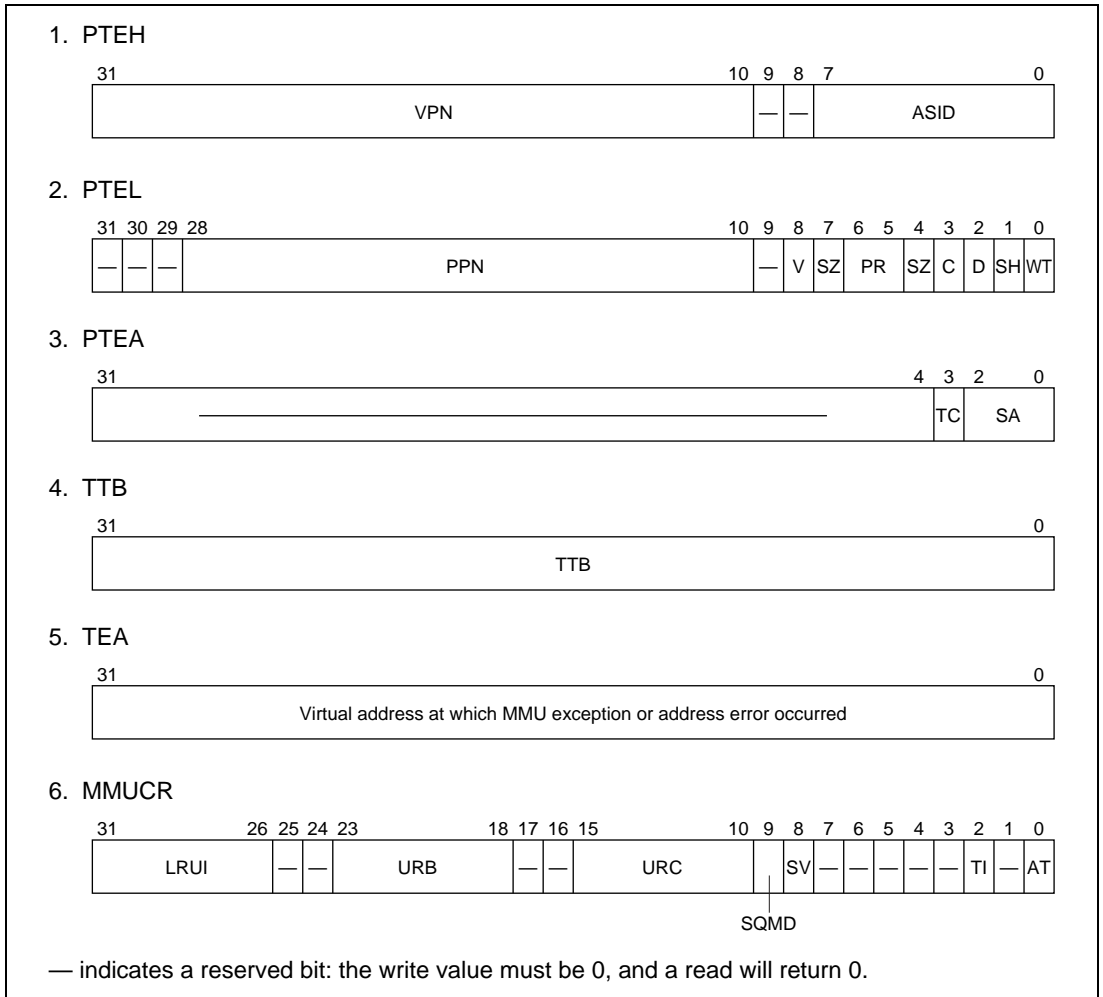 1. PTEH
31 10 9 8 7 0
VPN — — ASID
2. PTEL
31 30 29 28 10 9 8 7 6 5 4 3 2 1 0
— — — PPN — V SZ PR SZ C D SH WT
3. PTEA
31 4 3 2 0
TC SA
4. TTB
31 0
TTB
5. TEA
31 0
Virtual address at which MMU exception or address error occurred
6. MMUCR
31 26 25 24 23 18 17 16 15 10 9 8 7 6 5 4 3 2 1 0
LRUI — — URB — — URC SV — — — — — TI — AT
SQMD
— indicates a reserved bit: the write value must be 0, and a read will return 0.